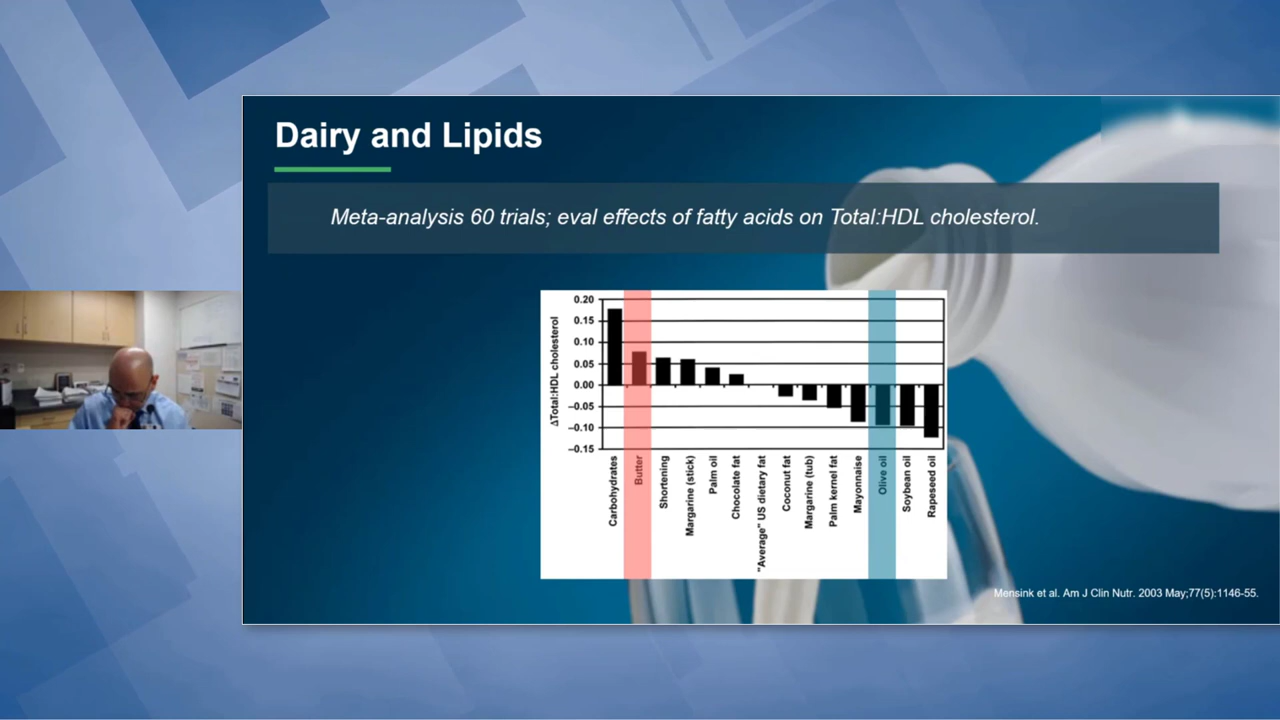 Dairy and Lipids
Meta-analysis 60 trials; eval effects of fatty acids on Total:HDL cholesterol.
ΔTotal:HDL cholesterol
0.20
0.15
0.10
0.05
0.00
−0.05
−0.10
−0.15
Carbohydrates
Butter
Shortening
Margarine (stick)
Palm oil
Chocolate fat
"Average" US dietary fat
Coconut fat
Margarine (tub)
Palm kernel fat
Mayonnaise
Olive oil
Soybean oil
Rapeseed oil
Mensink et al. Am J Clin Nutr. 2003 May;77(5):1146-55.